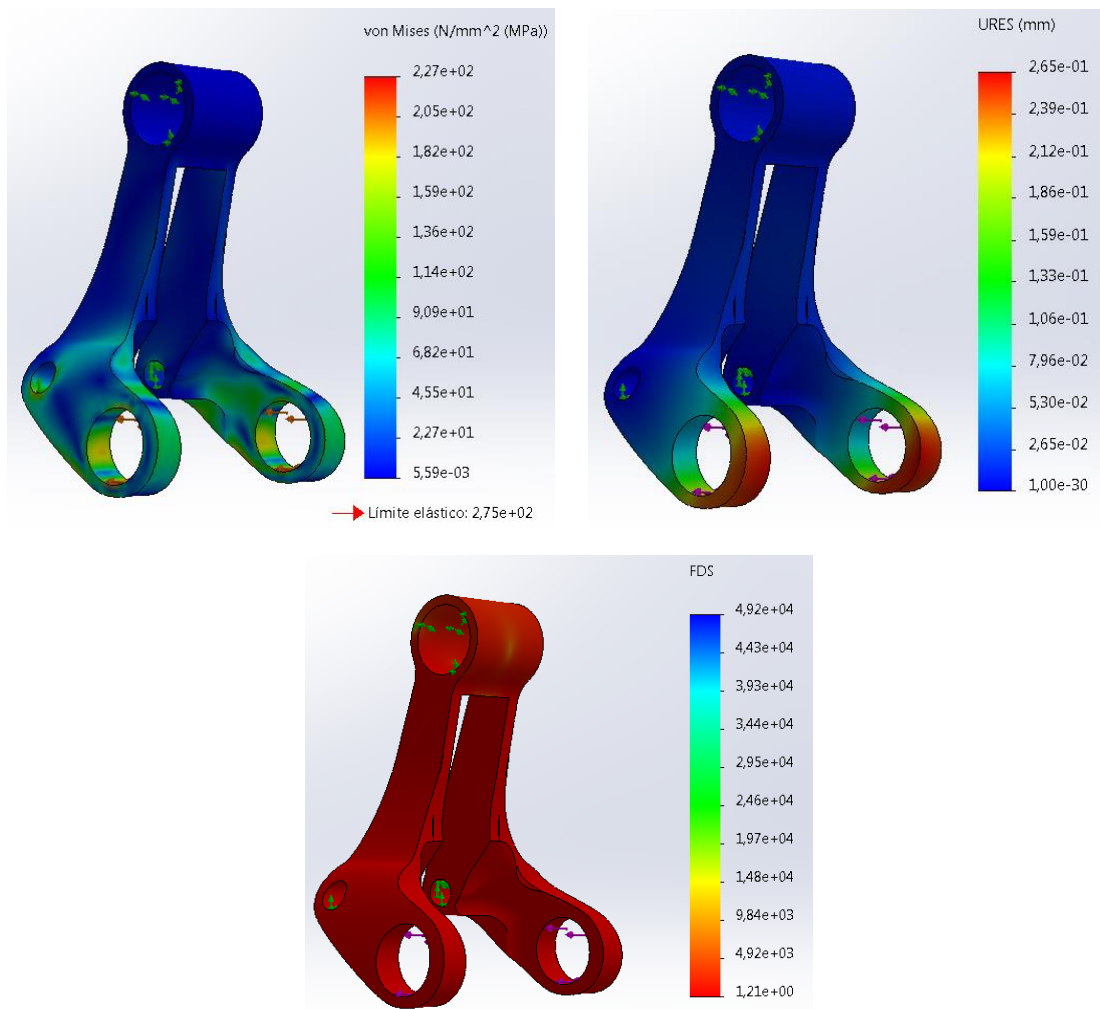 von Mises (N/mm^2 (MPa))
2,27e+02
2,05e+02
1,82e+02
1,59e+02
1,36e+02
1,14e+02
9,09e+01
6,82e+01
4,55e+01
2,27e+01
5,59e-03
Límite elástico: 2,75e+02
URES (mm)
2,65e-01
2,39e-01
2,12e-01
1,86e-01
1,59e-01
1,33e-01
1,06e-01
7,96e-02
5,30e-02
2,65e-02
1,00e-30
FDS
4,92e+04
4,43e+04
3,93e+04
3,44e+04
2,95e+04
2,46e+04
1,97e+04
1,48e+04
9,84e+03
4,92e+03
1,21e+00